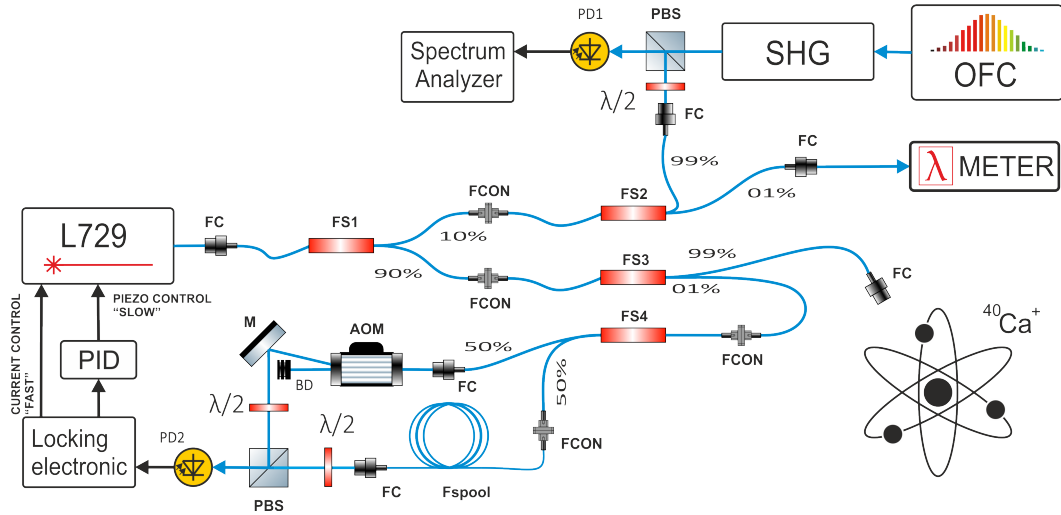 PD1
PBS
Spectrum
Analyzer
SHG
OFC
λ/2
FC
99%
FC
01%
λ METER
L729
FC
FS1
FCON
10%
FS2
90%
FCON
FS3
99%
01%
FC
CURRENT CONTROL
"FAST"
PIEZO CONTROL
"SLOW"
PID
M
AOM
BD
FC
50%
FS4
FCON
50%
40Ca+
λ/2
λ/2
FCON
Locking
electronic
PD2
PBS
FC
Fspool